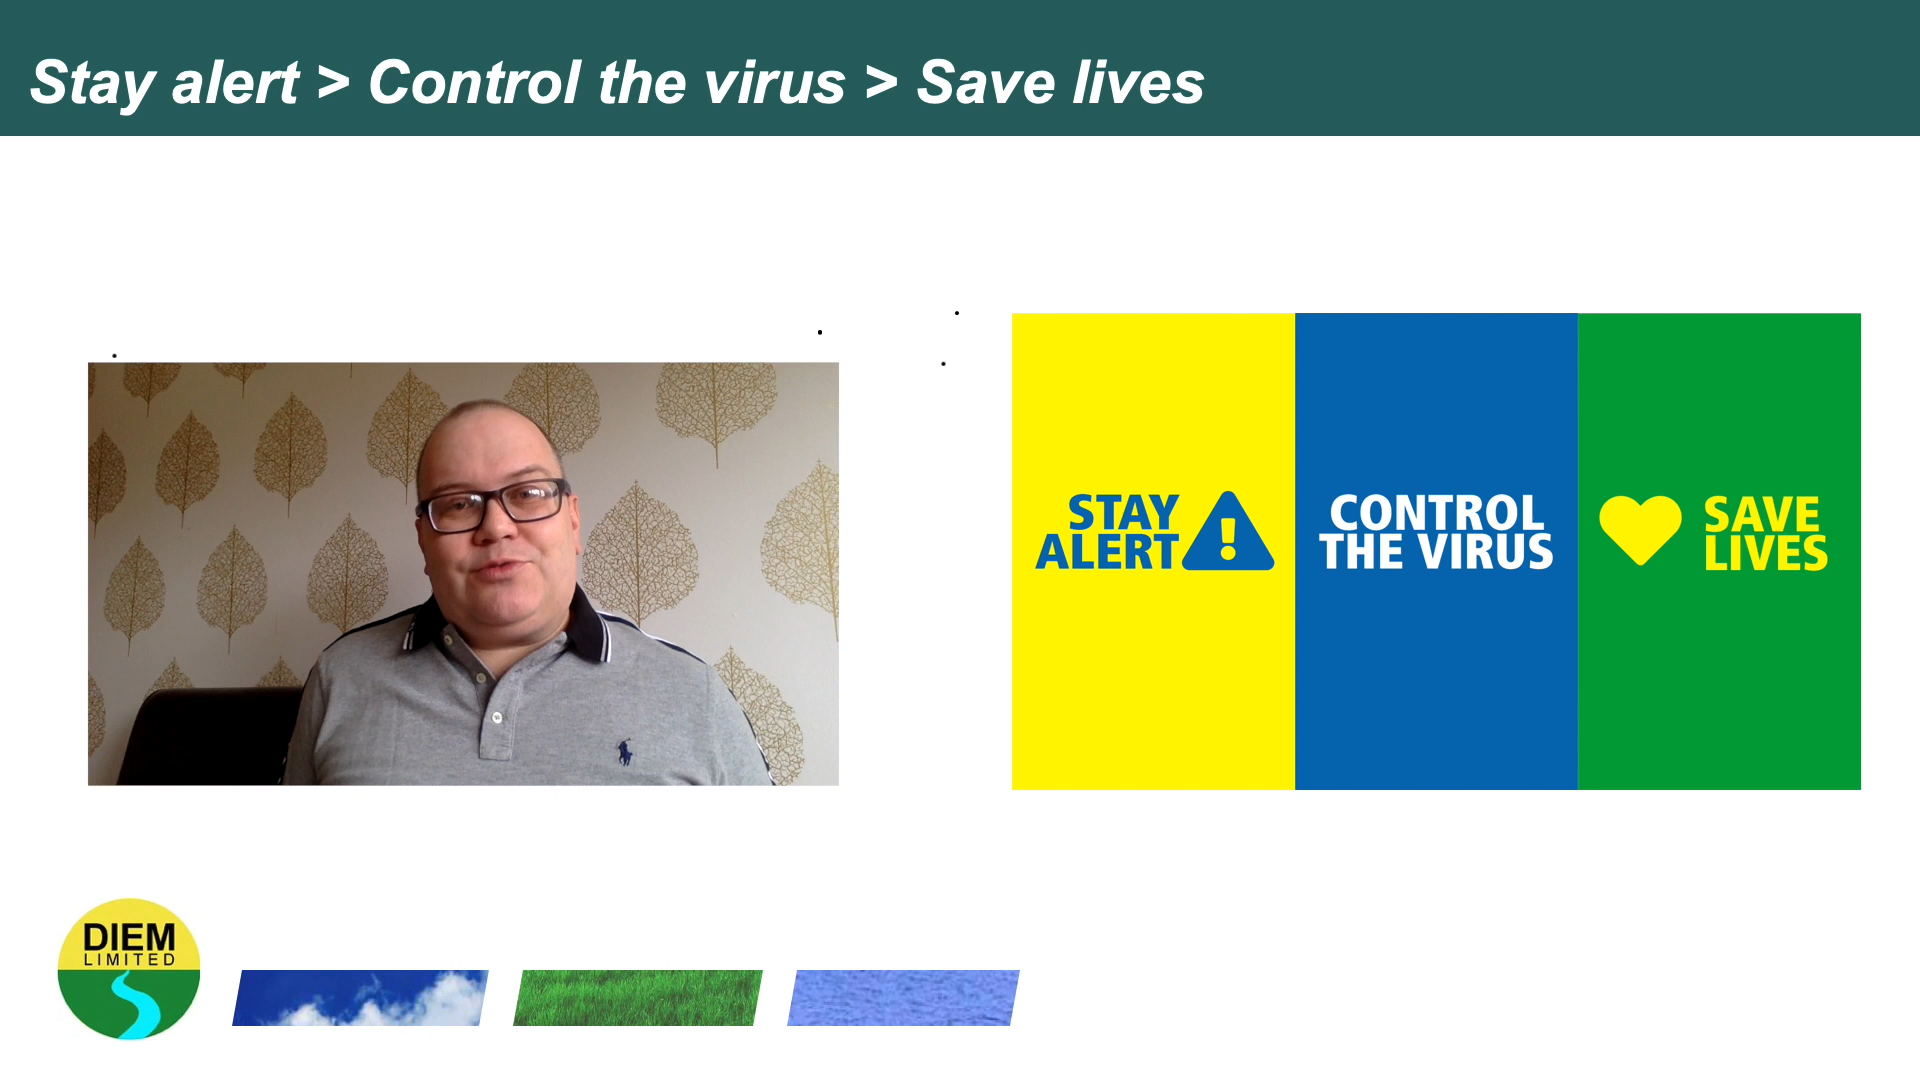 Stay alert > Control the virus > Save lives
STAY
ALERT
CONTROL
THE VIRUS
SAVE
LIVES
DIEM
LIMITED